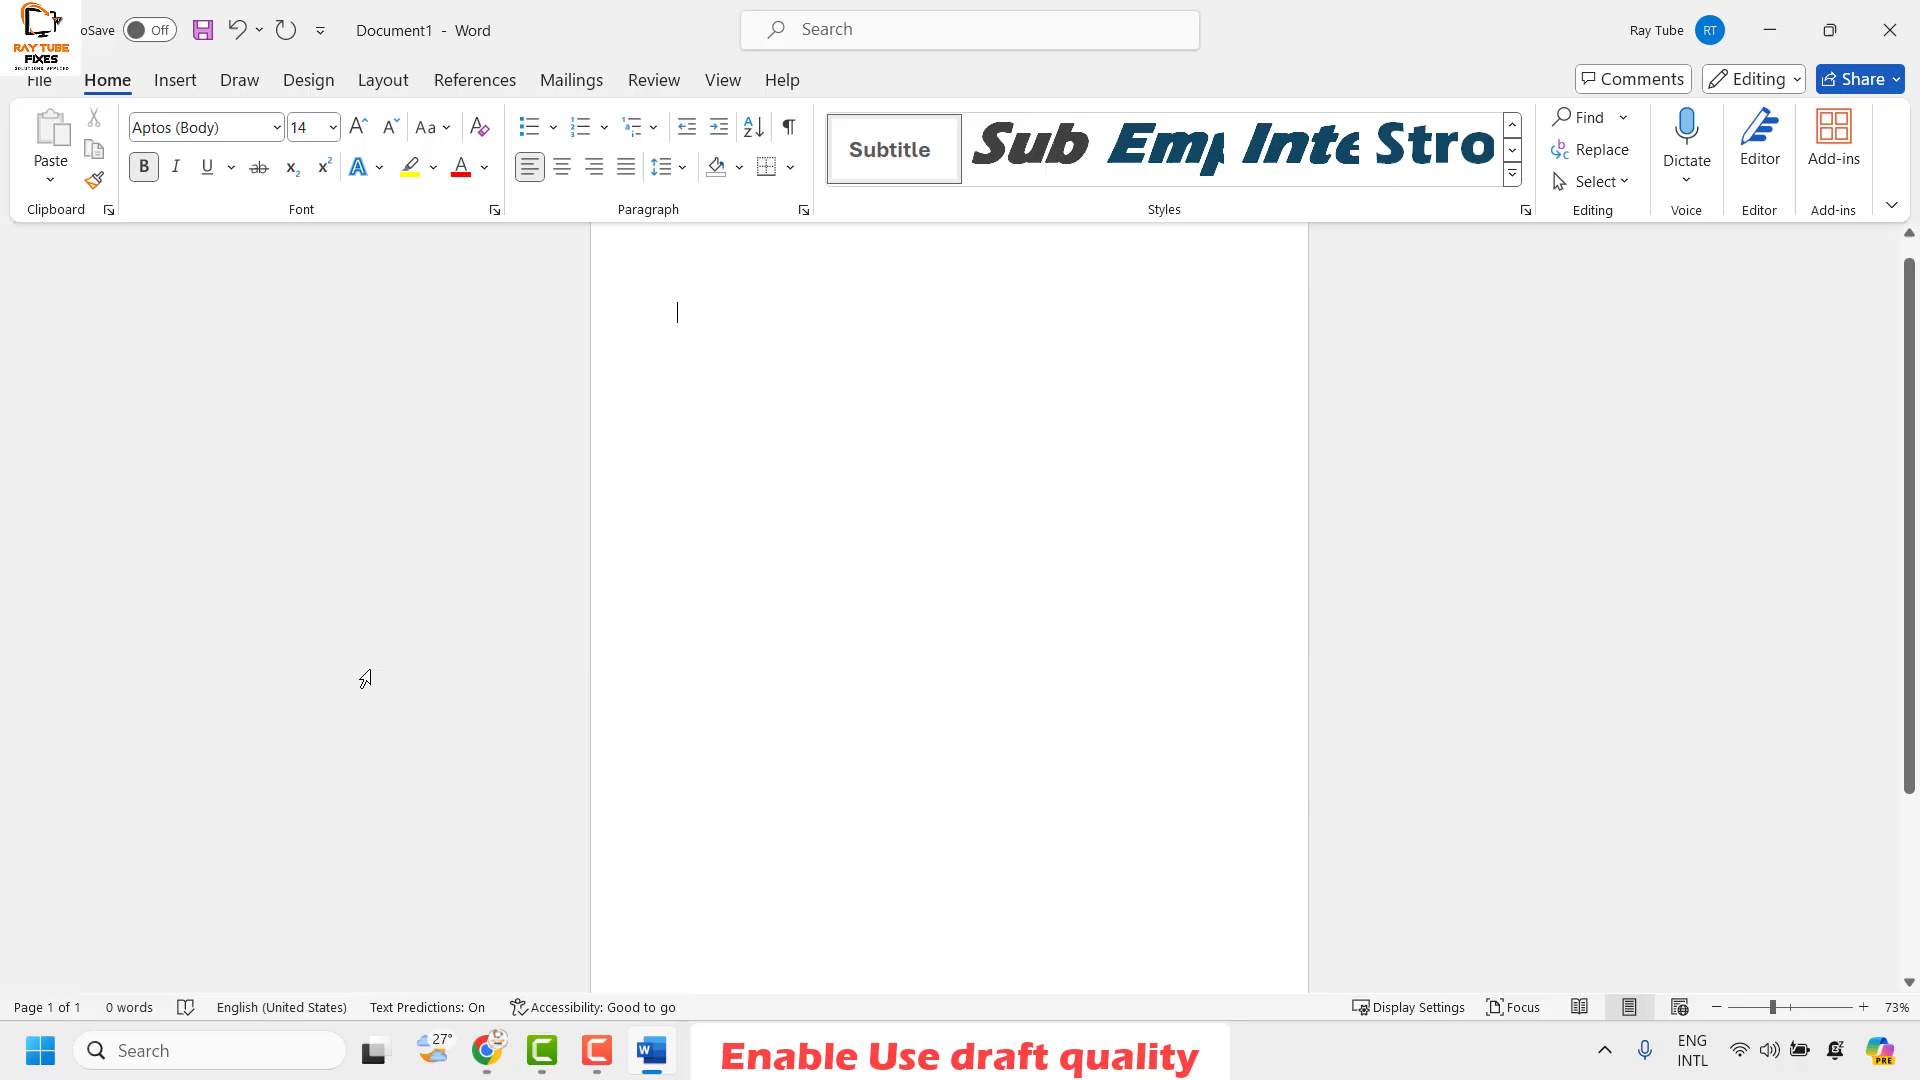 RAY TUBE
FIXES
SOLUTIONS APPLIED
oSave Off Document1 - Word Search Ray Tube RT
File Home Insert Draw Design Layout References Mailings Review View Help Comments Editing Share
Paste
Clipboard
Aptos (Body) 14 Aa
B I U ab x2 x2 A A
Font
A Z ¶
Paragraph
Subtitle Sub Emp Inte Stro
Styles
Find
Replace
Select
Editing
Dictate
Voice
Editor
Editor
Add-ins
Add-ins
Page 1 of 1 0 words English (United States) Text Predictions: On Accessibility: Good to go Display Settings Focus 73%
Search 27° W
Enable Use draft quality
ENG
INTL
PRE